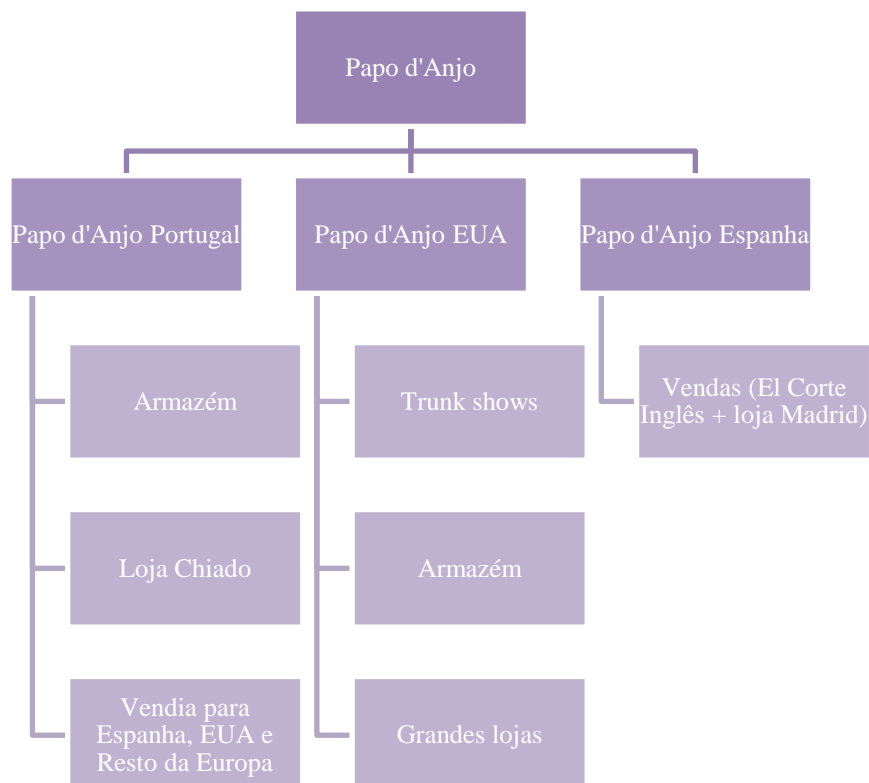 Papo d'Anjo
Papo d'Anjo Portugal
Papo d'Anjo EUA
Papo d'Anjo Espanha
Armazém
Trunk shows
Vendas (El Corte
Inglês + loja Madrid)
Loja Chiado
Armazém
Vendia para
Espanha, EUA e
Resto da Europa
Grandes lojas